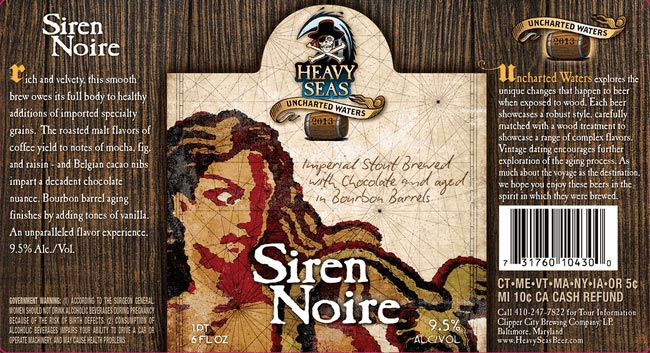 Siren
Noire
rich and velvety, this smooth
brew owes its full body to healthy
additions of imported specialty
grains. The roasted malt flavors of
coffee yield to notes of mocha, fig,
and raisin - and Belgian cacao nibs
impart a decadent chocolate
nuance. Bourbon barrel aging
finishes by adding tones of vanilla.
An unparalleled flavor experience.
9.5% Alc./Vol.
GOVERNMENT WARNING: (1) ACCORDING TO THE SURGEON GENERAL
WOMEN SHOULD NOT DRINK ALCOHOLIC BEVERAGES DURING PREGNANCY
BECAUSE OF THE RISK OF BIRTH DEFECTS. (2) CONSUMPTION OF
ALCOHOLIC BEVERAGES IMPAIRS YOUR ABILITY TO DRIVE A CAR OR
OPERATE MACHINERY, AND MAY CAUSE HEALTH PROBLEMS
HEAVY
SEAS
UNCHARTED WATERS
2013
Imperial Stout Brewed
with Chocolate and aged
in Bourbon Barrels
Siren
Noire
1PT
6FLOZ
9.5%
ALC/VOL
UNCHARTED WATERS
2013
Uncharted Waters explores the
unique changes that happen to beer
when exposed to wood. Each beer
showcases a robust style, carefully
matched with a wood treatment to
showcase a range of complex flavors.
Vintage dating encourages further
exploration of the aging process. As
much about the voyage as the destination,
we hope you enjoy these beers in the
spirit in which they were brewed.
7 31760 10430 0
CT•ME•VT•MA•NY•IA•OR 5¢
MI 10¢ CA CASH REFUND
Call 410-247-7822 for Tour Information
Clipper City Brewing Company, LP.
Baltimore, Maryland
www.HeavySeasBeer.com